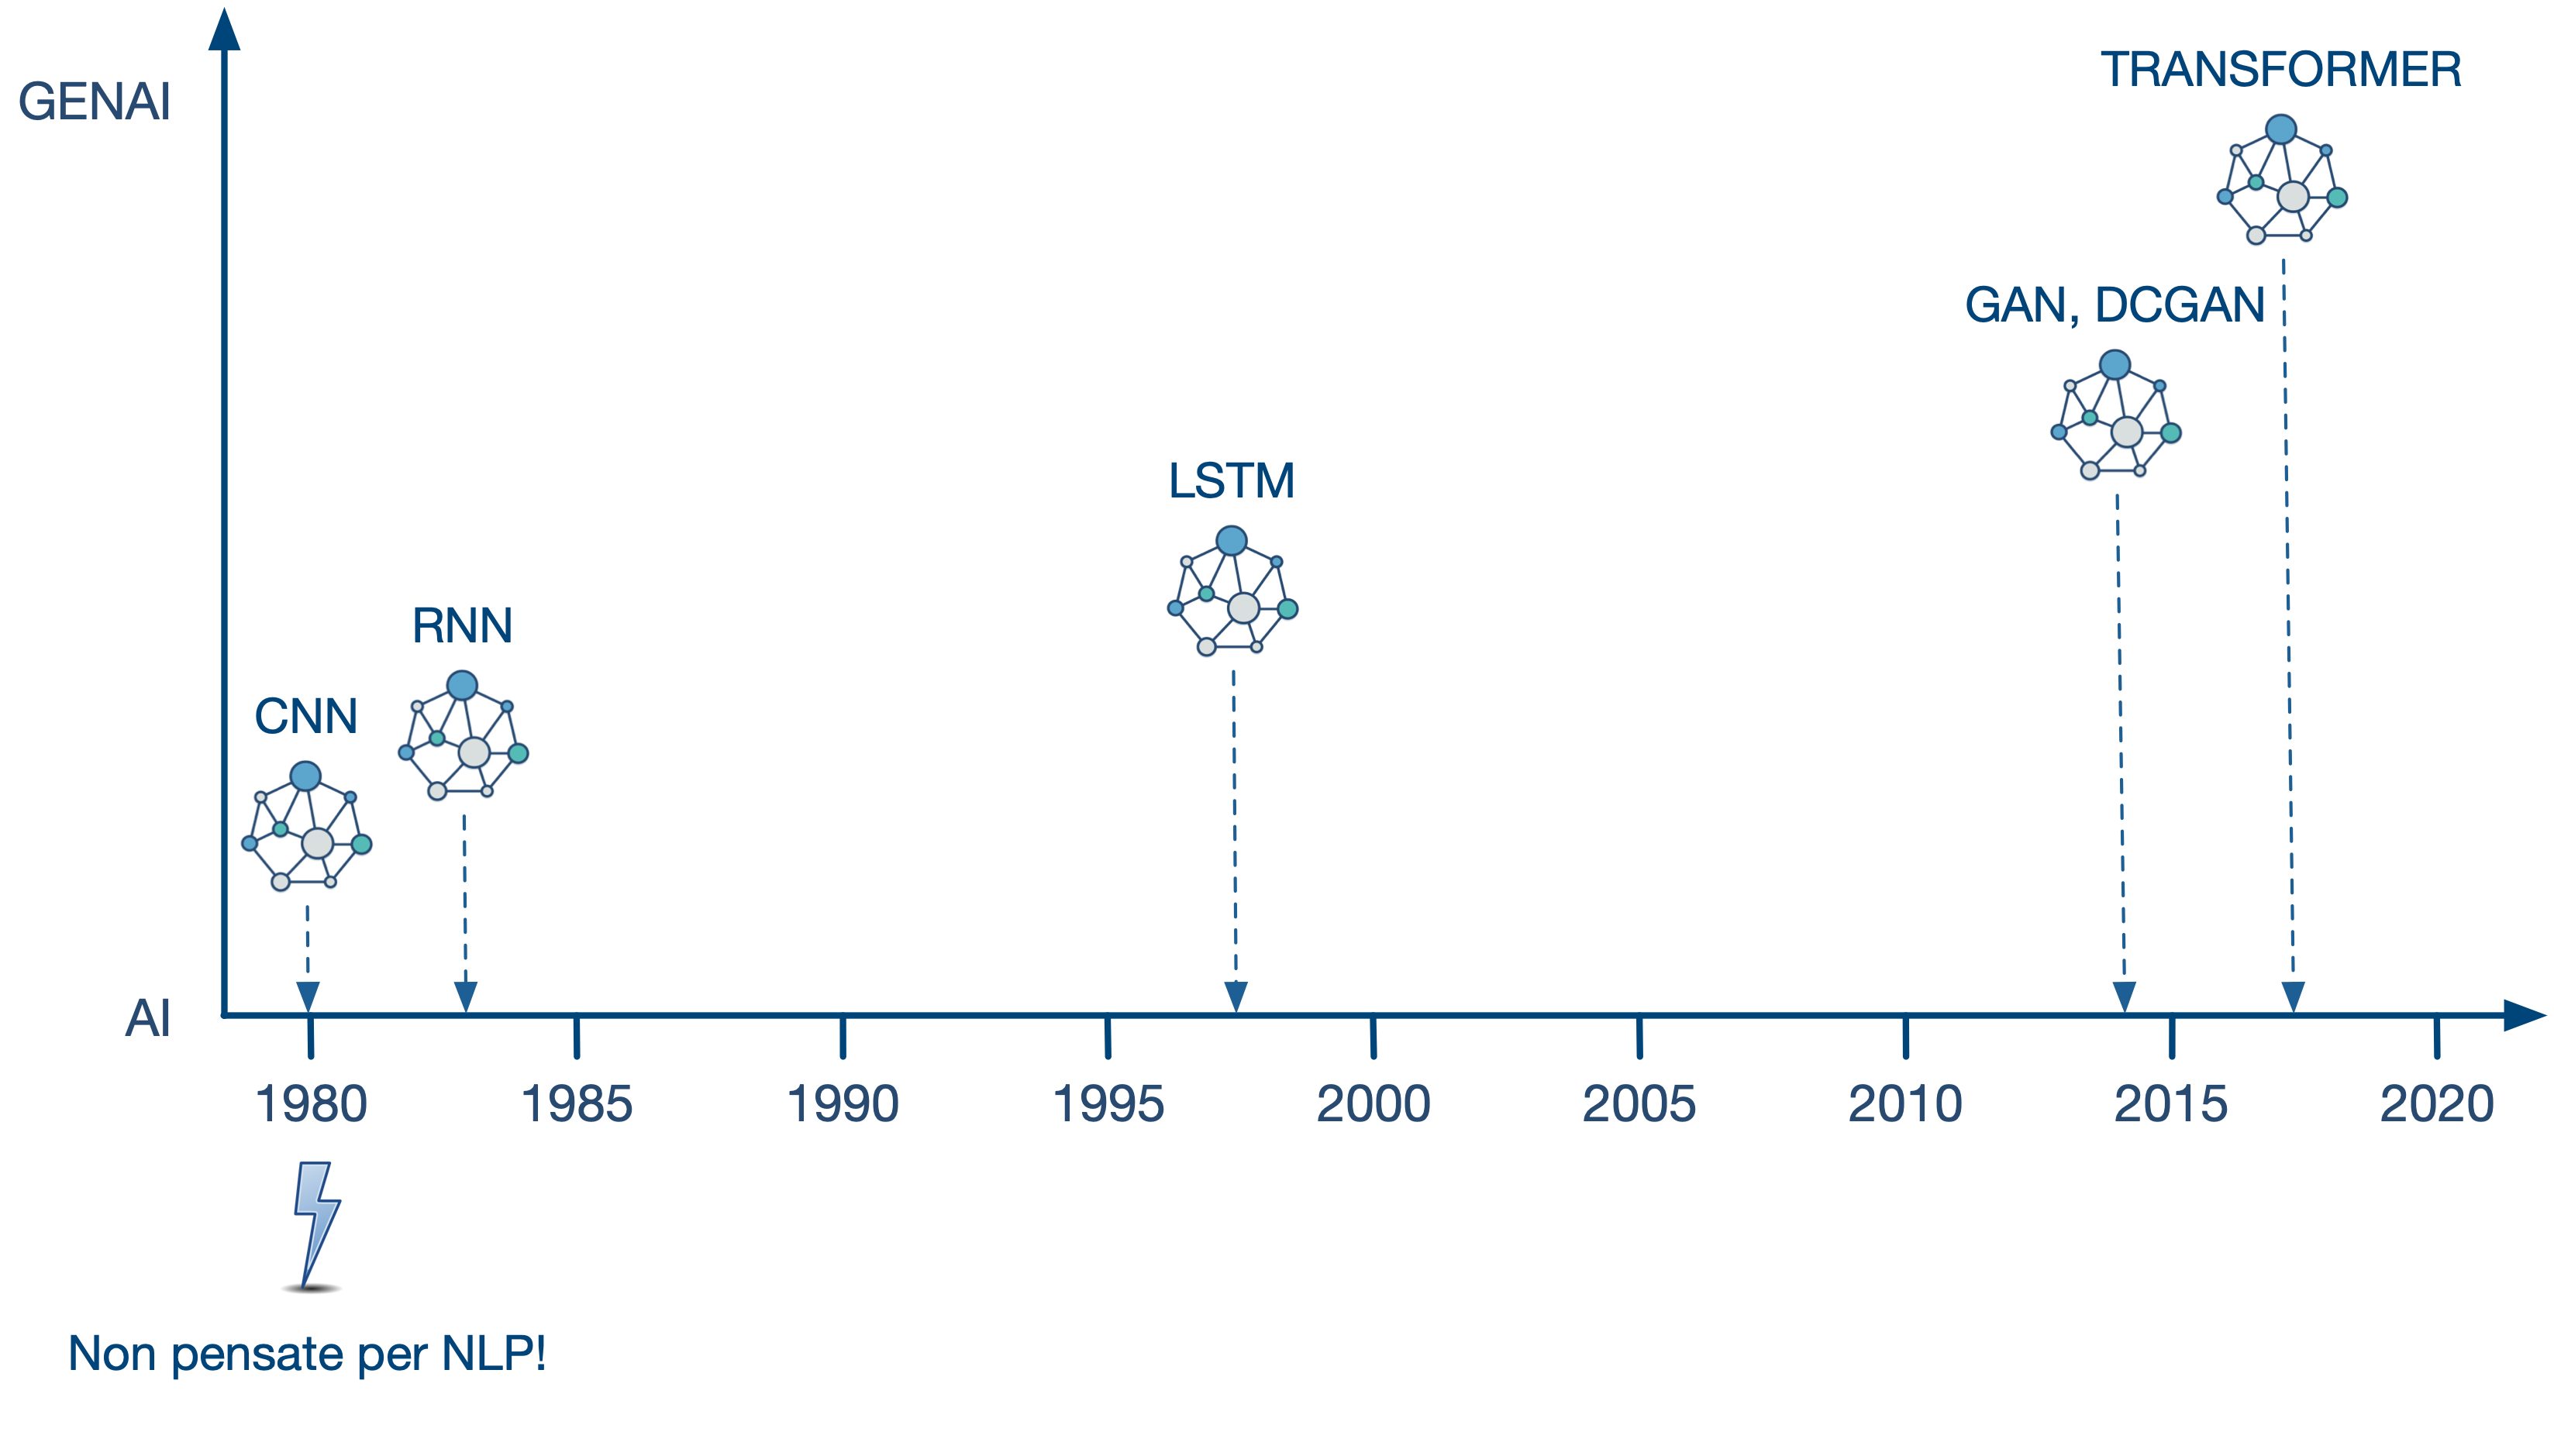 TRANSFORMER
GENAI
GAN, DCGAN
LSTM
RNN
CNN
AI
1980 1985 1990 1995 2000 2005 2010 2015 2020
Non pensate per NLP!